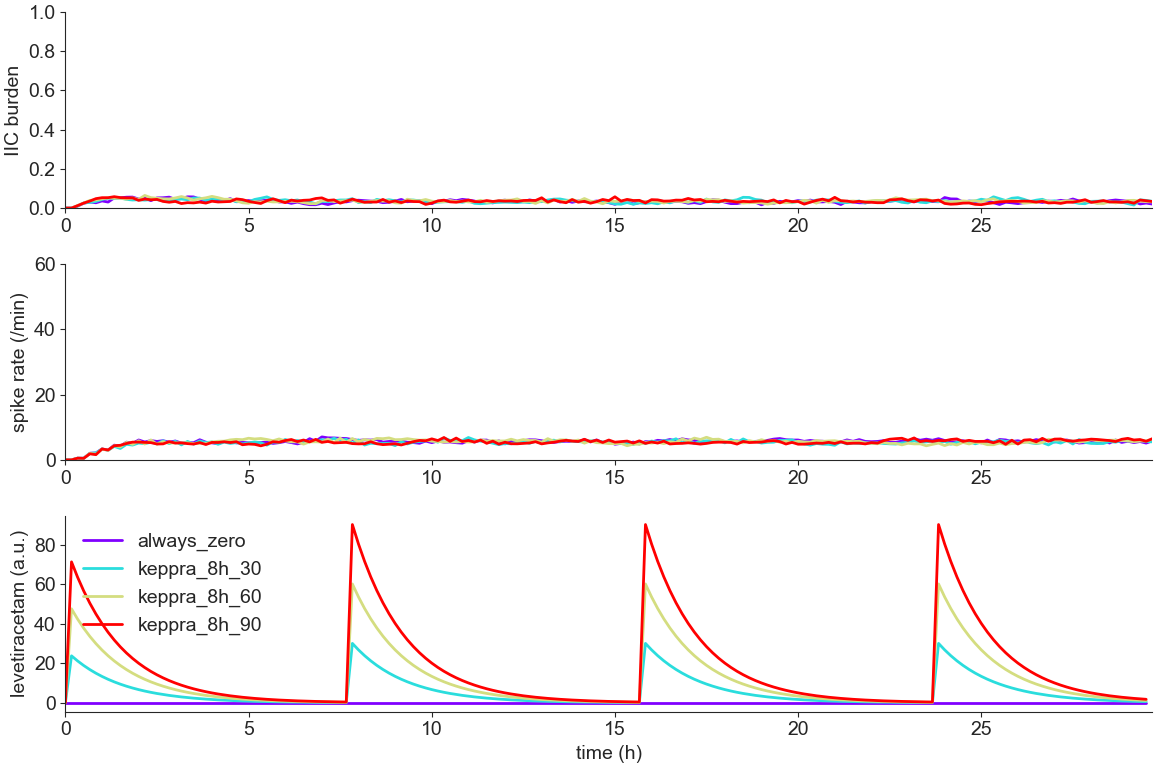 IIC burden
1.0
0.8
0.6
0.4
0.2
0.0
0 5 10 15 20 25
spike rate (/min)
60
40
20
0
0 5 10 15 20 25
levetiracetam (a.u.)
80
60
40
20
0
always_zero
keppra_8h_30
keppra_8h_60
keppra_8h_90
0 5 10 15 20 25
time (h)